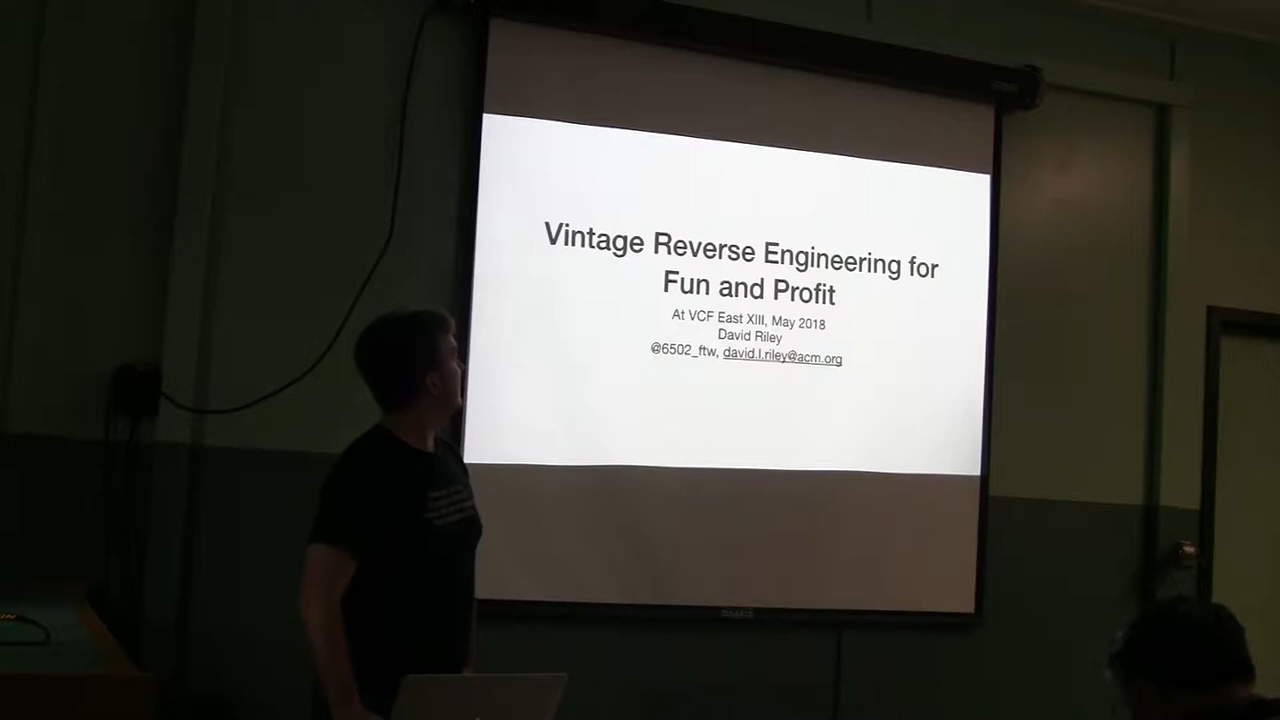 Vintage Reverse Engineering for
Fun and Profit
At VCF East XIII, May 2018
David Riley
@6502_ftw, david.l.riley@acm.org